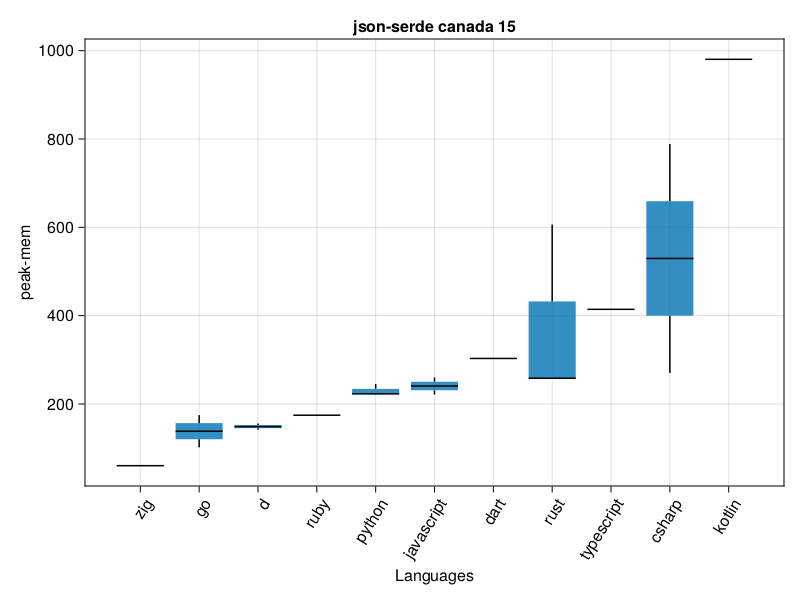 json-serde canada 15
peak-mem
1000
800
600
400
200
zig
go
d
ruby
python
javascript
dart
rust
typescript
csharp
kotlin
Languages